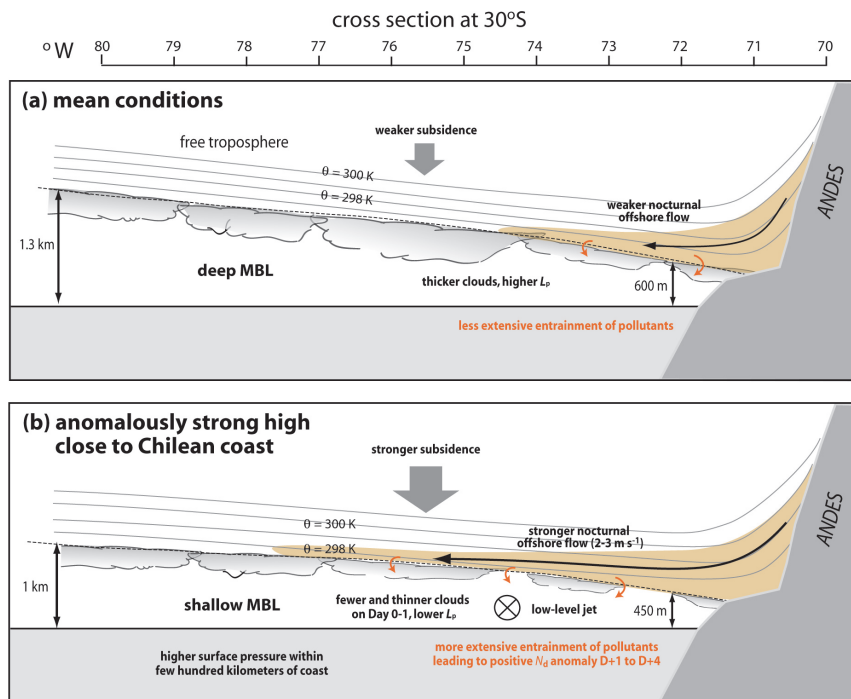 cross section at 30°S
°W 80 79 78 77 76 75 74 73 72 71 70
(a) mean conditions
free troposphere
weaker subsidence
θ = 300 K
θ = 298 K
weaker nocturnal
offshore flow
ANDES
1.3 km
deep MBL
thicker clouds, higher Lₚ
600 m
less extensive entrainment of pollutants
(b) anomalously strong high
close to Chilean coast
stronger subsidence
θ = 300 K
θ = 298 K
stronger nocturnal
offshore flow (2-3 m s⁻¹)
ANDES
1 km
shallow MBL
fewer and thinner clouds
on Day 0-1, lower Lₚ
low-level jet
450 m
higher surface pressure within
few hundred kilometers of coast
more extensive entrainment of pollutants
leading to positive N_d anomaly D+1 to D+4